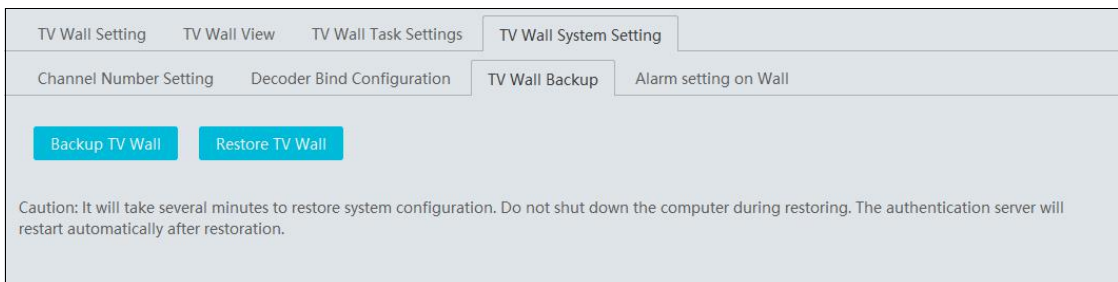 TV Wall Setting TV Wall View TV Wall Task Settings TV Wall System Setting
Channel Number Setting Decoder Bind Configuration TV Wall Backup Alarm setting on Wall
Backup TV Wall Restore TV Wall
Caution: It will take several minutes to restore system configuration. Do not shut down the computer during restoring. The authentication server will
restart automatically after restoration.